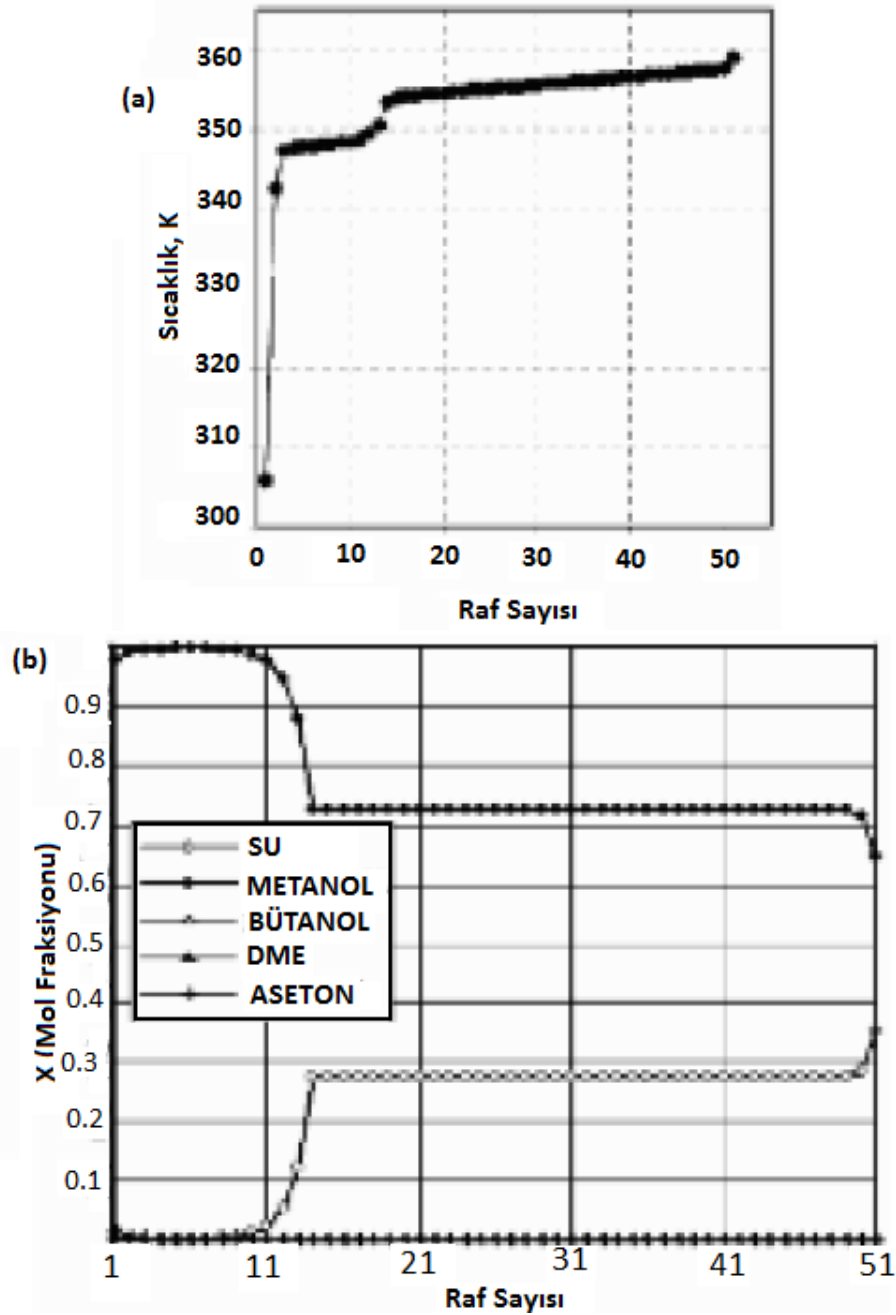 (a)
Sıcaklık, K
360
350
340
330
320
310
300
0 10 20 30 40 50
Raf Sayısı
(b)
X (Mol Fraksiyonu)
0.9
0.8
0.7
0.6
0.5
0.4
0.3
0.2
0.1
SU
METANOL
BÜTANOL
DME
ASETON
1 11 21 31 41 51
Raf Sayısı